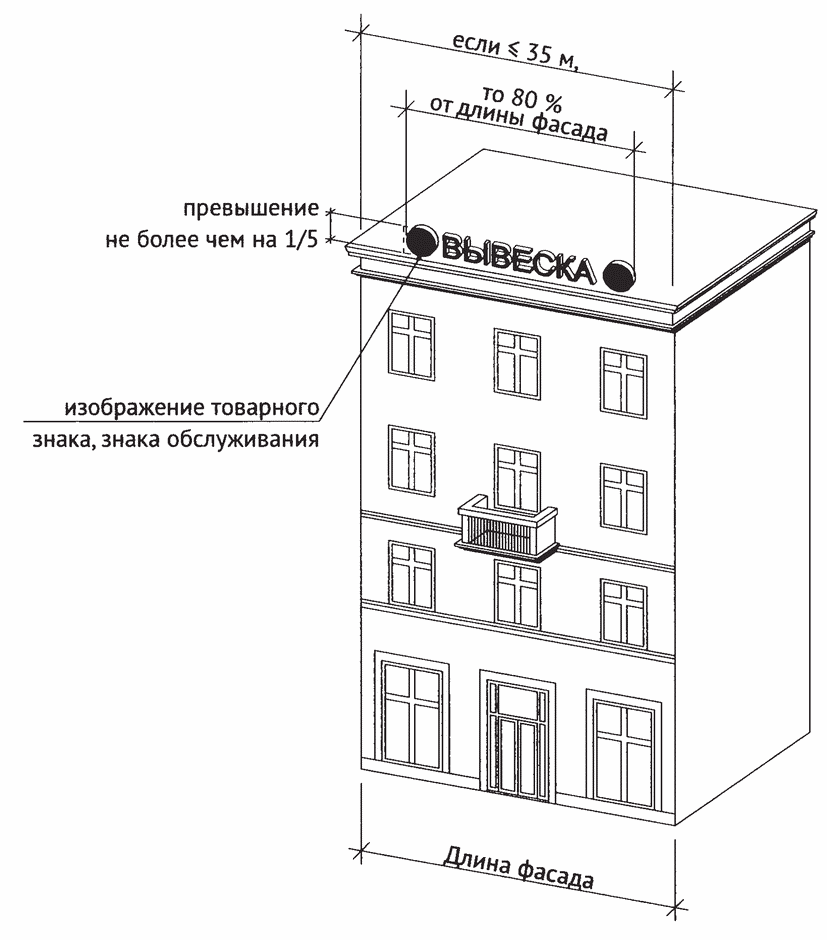 если ⩽ 35 м,
то 80 %
от длины фасада
превышение
не более чем на 1/5
ВЫВЕСКА
изображение товарного
знака, знака обслуживания
Длина фасада